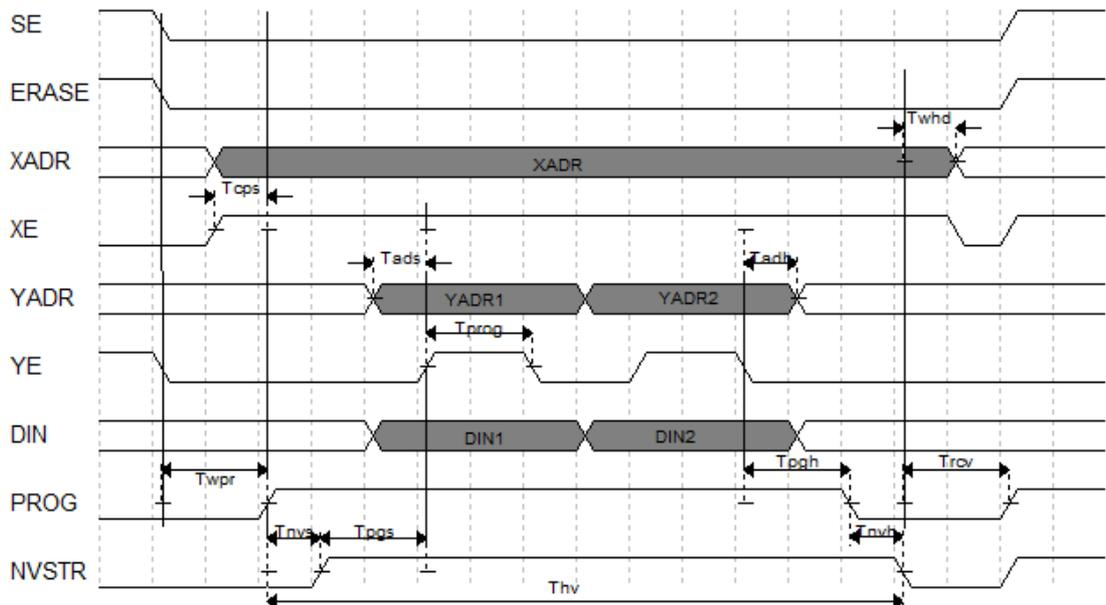 SE
ERASE
Twhd
XADR
XADR
Tcps
XE
Tads
Tadh
YADR
YADR1
YADR2
Tprog
YE
DIN
DIN1
DIN2
Twpr
Tpgh
Trcv
PROG
Tnvs
Tpgs
Tnvh
NVSTR
Thv